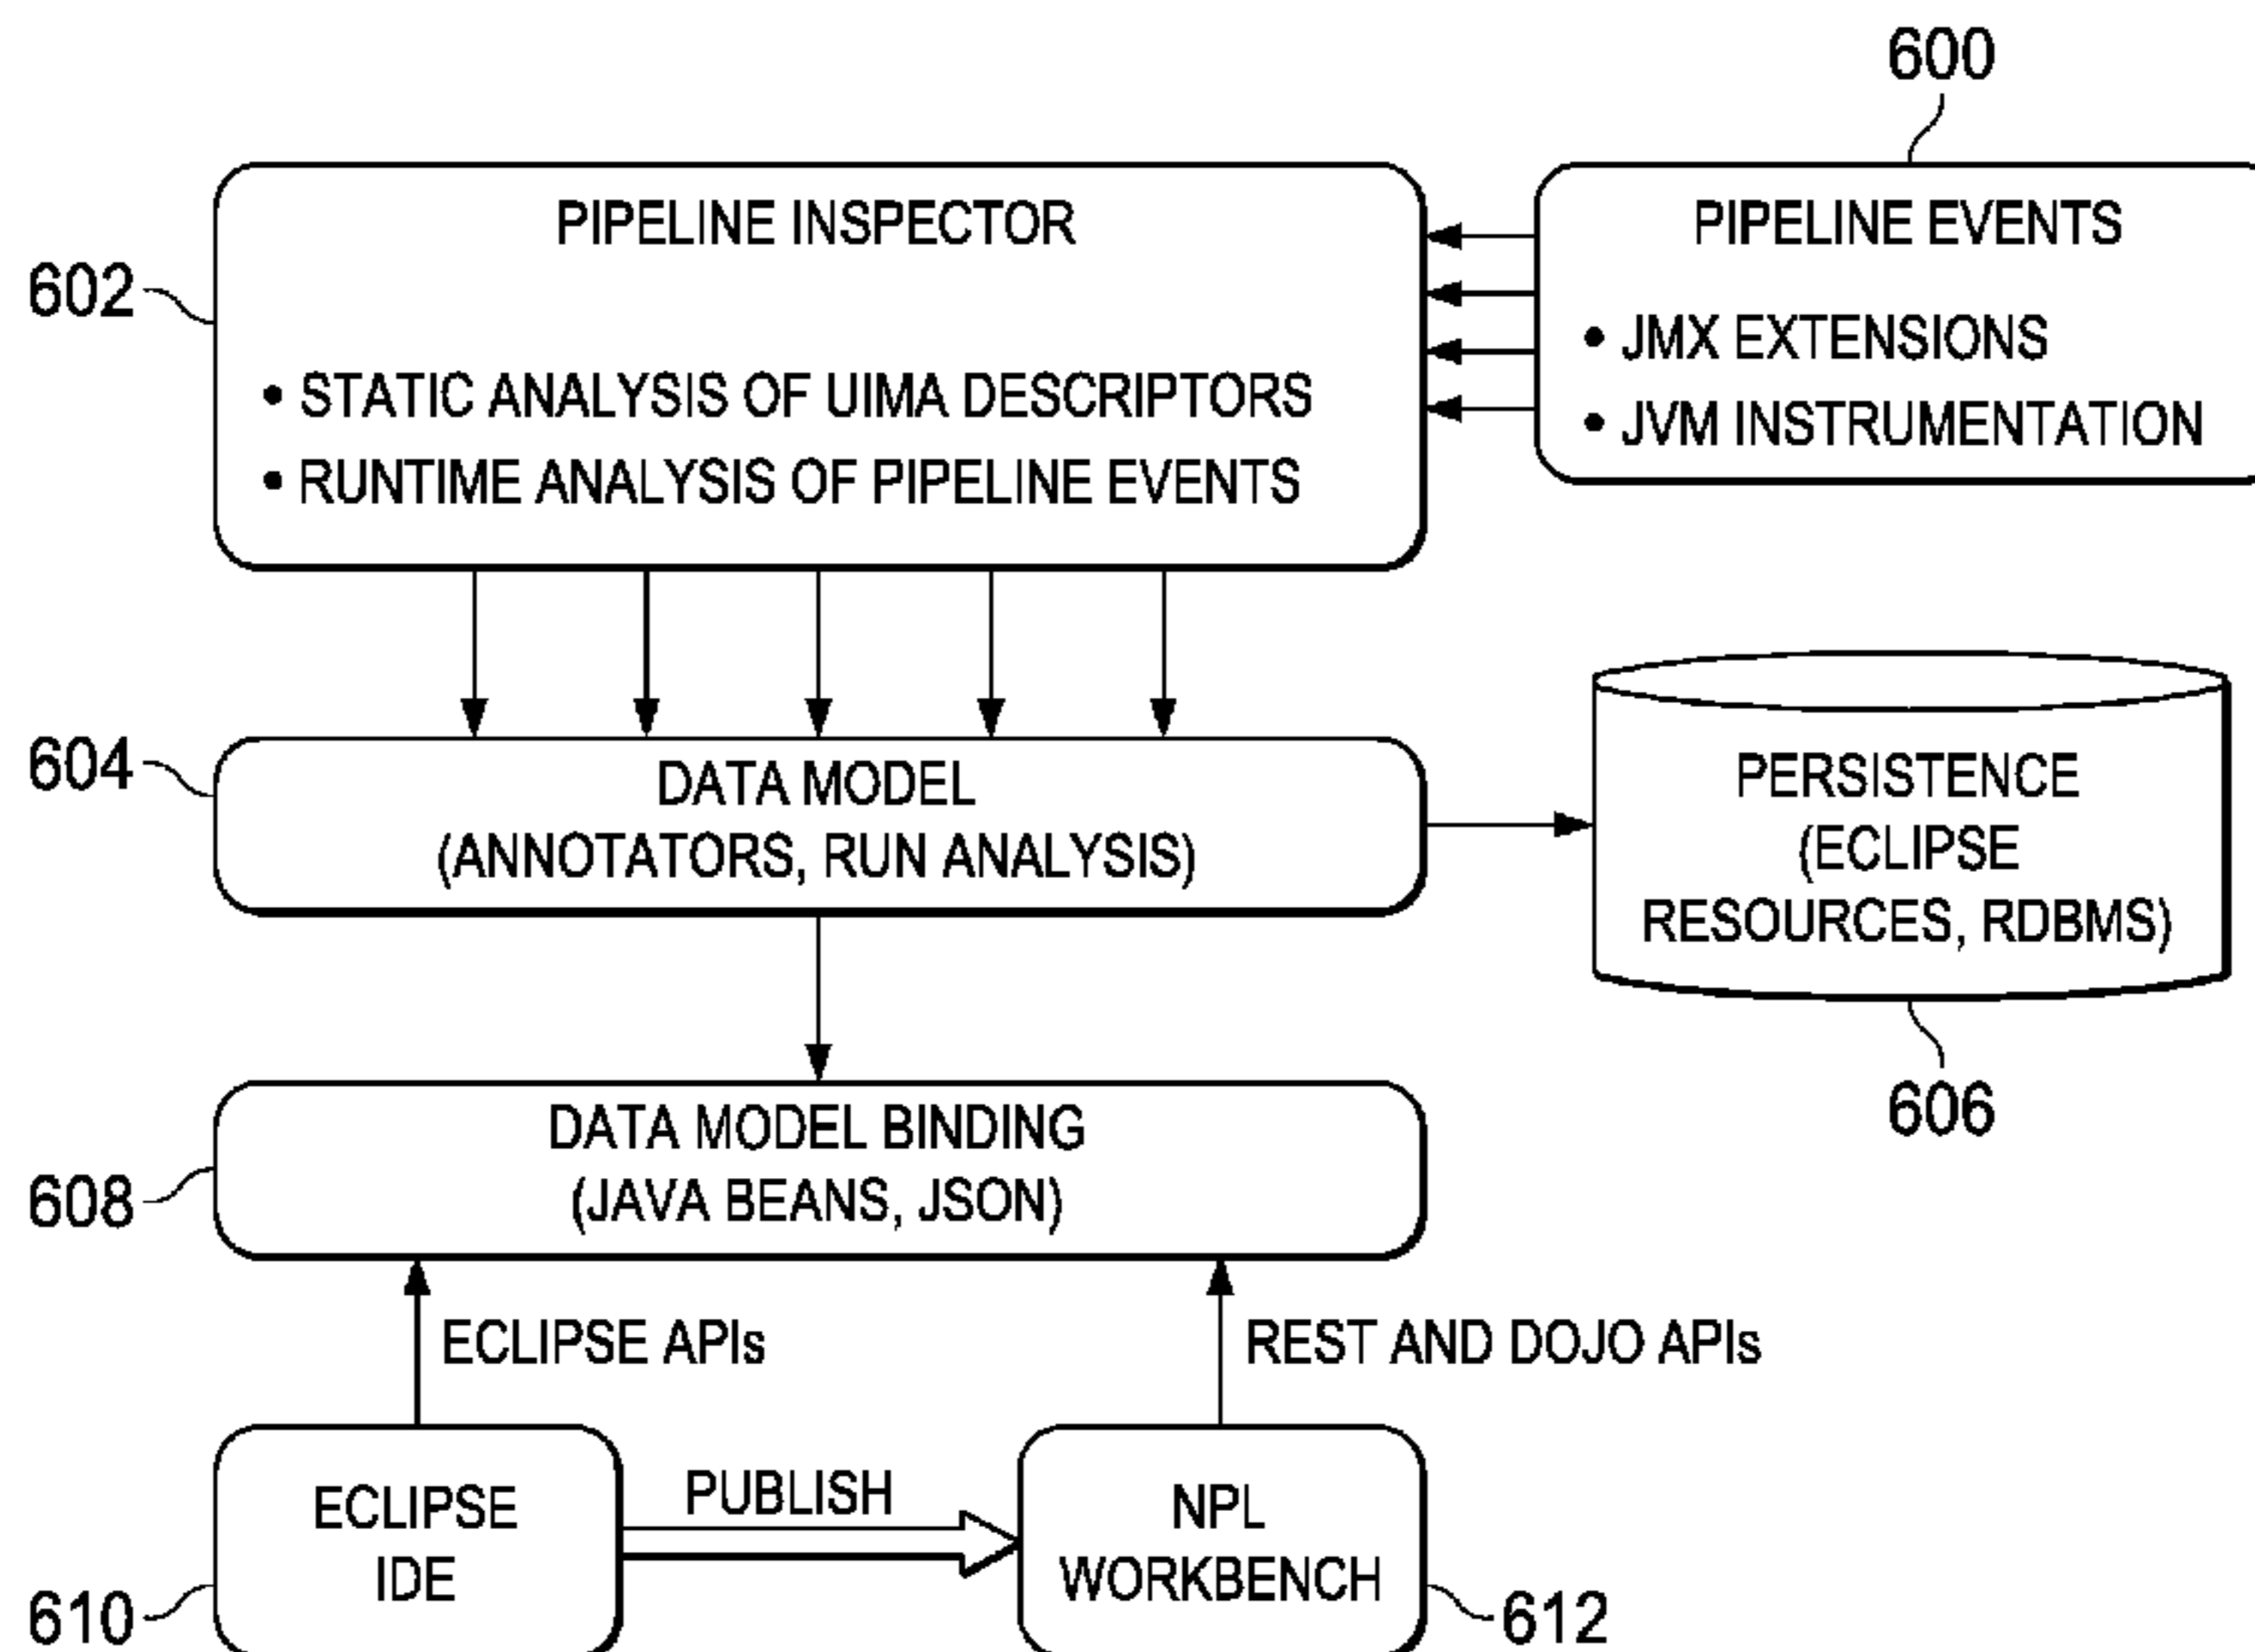 600
PIPELINE INSPECTOR
PIPELINE EVENTS
602
• JMX EXTENSIONS
• STATIC ANALYSIS OF UIMA DESCRIPTORS
• JVM INSTRUMENTATION
• RUNTIME ANALYSIS OF PIPELINE EVENTS
604
DATA MODEL
(ANNOTATORS, RUN ANALYSIS)
PERSISTENCE
(ECLIPSE
RESOURCES, RDBMS)
606
608
DATA MODEL BINDING
(JAVA BEANS, JSON)
ECLIPSE APIs
REST AND DOJO APIs
ECLIPSE
IDE
PUBLISH
NPL
WORKBENCH
610
612